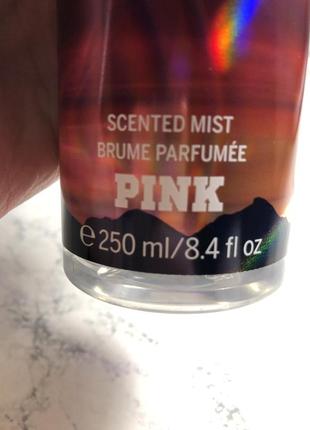 SCENTED MIST
BRUME PARFUMÉE
PINK
℮ 250 ml/8.4 fl oz